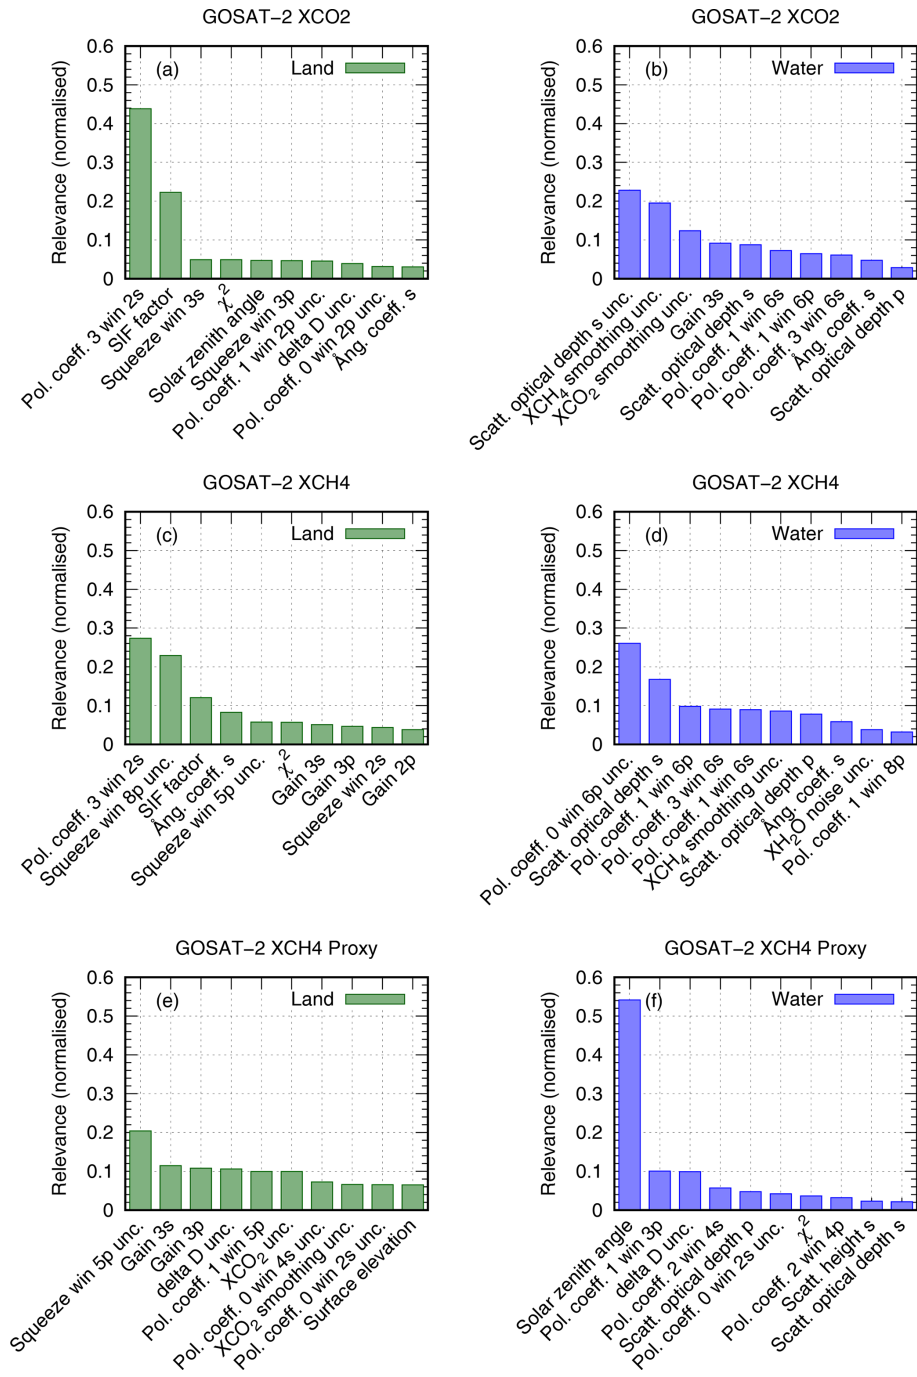 GOSAT−2 XCO2
Relevance (normalised)
0.6
0.5
0.4
0.3
0.2
0.1
0
(a)
Land
Pol. coeff. 3 win 2s
SIF factor
Squeeze win 3s
χ²
Solar zenith angle
Squeeze win 3p
Pol. coeff. 1 win 2p unc.
delta D unc.
Pol. coeff. 0 win 2p unc.
Ång. coeff. s
GOSAT−2 XCO2
Relevance (normalised)
0.6
0.5
0.4
0.3
0.2
0.1
0
(b)
Water
Scatt. optical depth s unc.
XCH₄ smoothing unc.
XCO₂ smoothing unc.
Gain 3s
Scatt. optical depth s
Pol. coeff. 1 win 6s
Pol. coeff. 1 win 6p
Pol. coeff. 3 win 6s
Ång. coeff. s
Scatt. optical depth p
GOSAT−2 XCH4
Relevance (normalised)
0.6
0.5
0.4
0.3
0.2
0.1
0
(c)
Land
Pol. coeff. 3 win 2s
Squeeze win 8p unc.
SIF factor
Ång. coeff. s
Squeeze win 5p unc.
χ²
Gain 3s
Gain 3p
Squeeze win 2s
Gain 2p
GOSAT−2 XCH4
Relevance (normalised)
0.6
0.5
0.4
0.3
0.2
0.1
0
(d)
Water
Pol. coeff. 0 win 6p unc.
Scatt. optical depth s
Pol. coeff. 1 win 6p
Pol. coeff. 3 win 6s
Pol. coeff. 1 win 6s
XCH₄ smoothing unc.
Scatt. optical depth p
Ång. coeff. s
XH₂O noise unc.
Pol. coeff. 1 win 8p
GOSAT−2 XCH4 Proxy
Relevance (normalised)
0.6
0.5
0.4
0.3
0.2
0.1
0
(e)
Land
Squeeze win 5p unc.
Gain 3s
Gain 3p
delta D unc.
Pol. coeff. 1 win 5p
XCO₂ unc.
Pol. coeff. 0 win 4s unc.
XCO₂ smoothing unc.
Pol. coeff. 0 win 2s unc.
Surface elevation
GOSAT−2 XCH4 Proxy
Relevance (normalised)
0.6
0.5
0.4
0.3
0.2
0.1
0
(f)
Water
Solar zenith angle
Pol. coeff. 1 win 3p
delta D unc.
Pol. coeff. 2 win 4s
Scatt. optical depth p
Pol. coeff. 0 win 2s unc.
χ²
Pol. coeff. 2 win 4p
Scatt. height s
Scatt. optical depth s